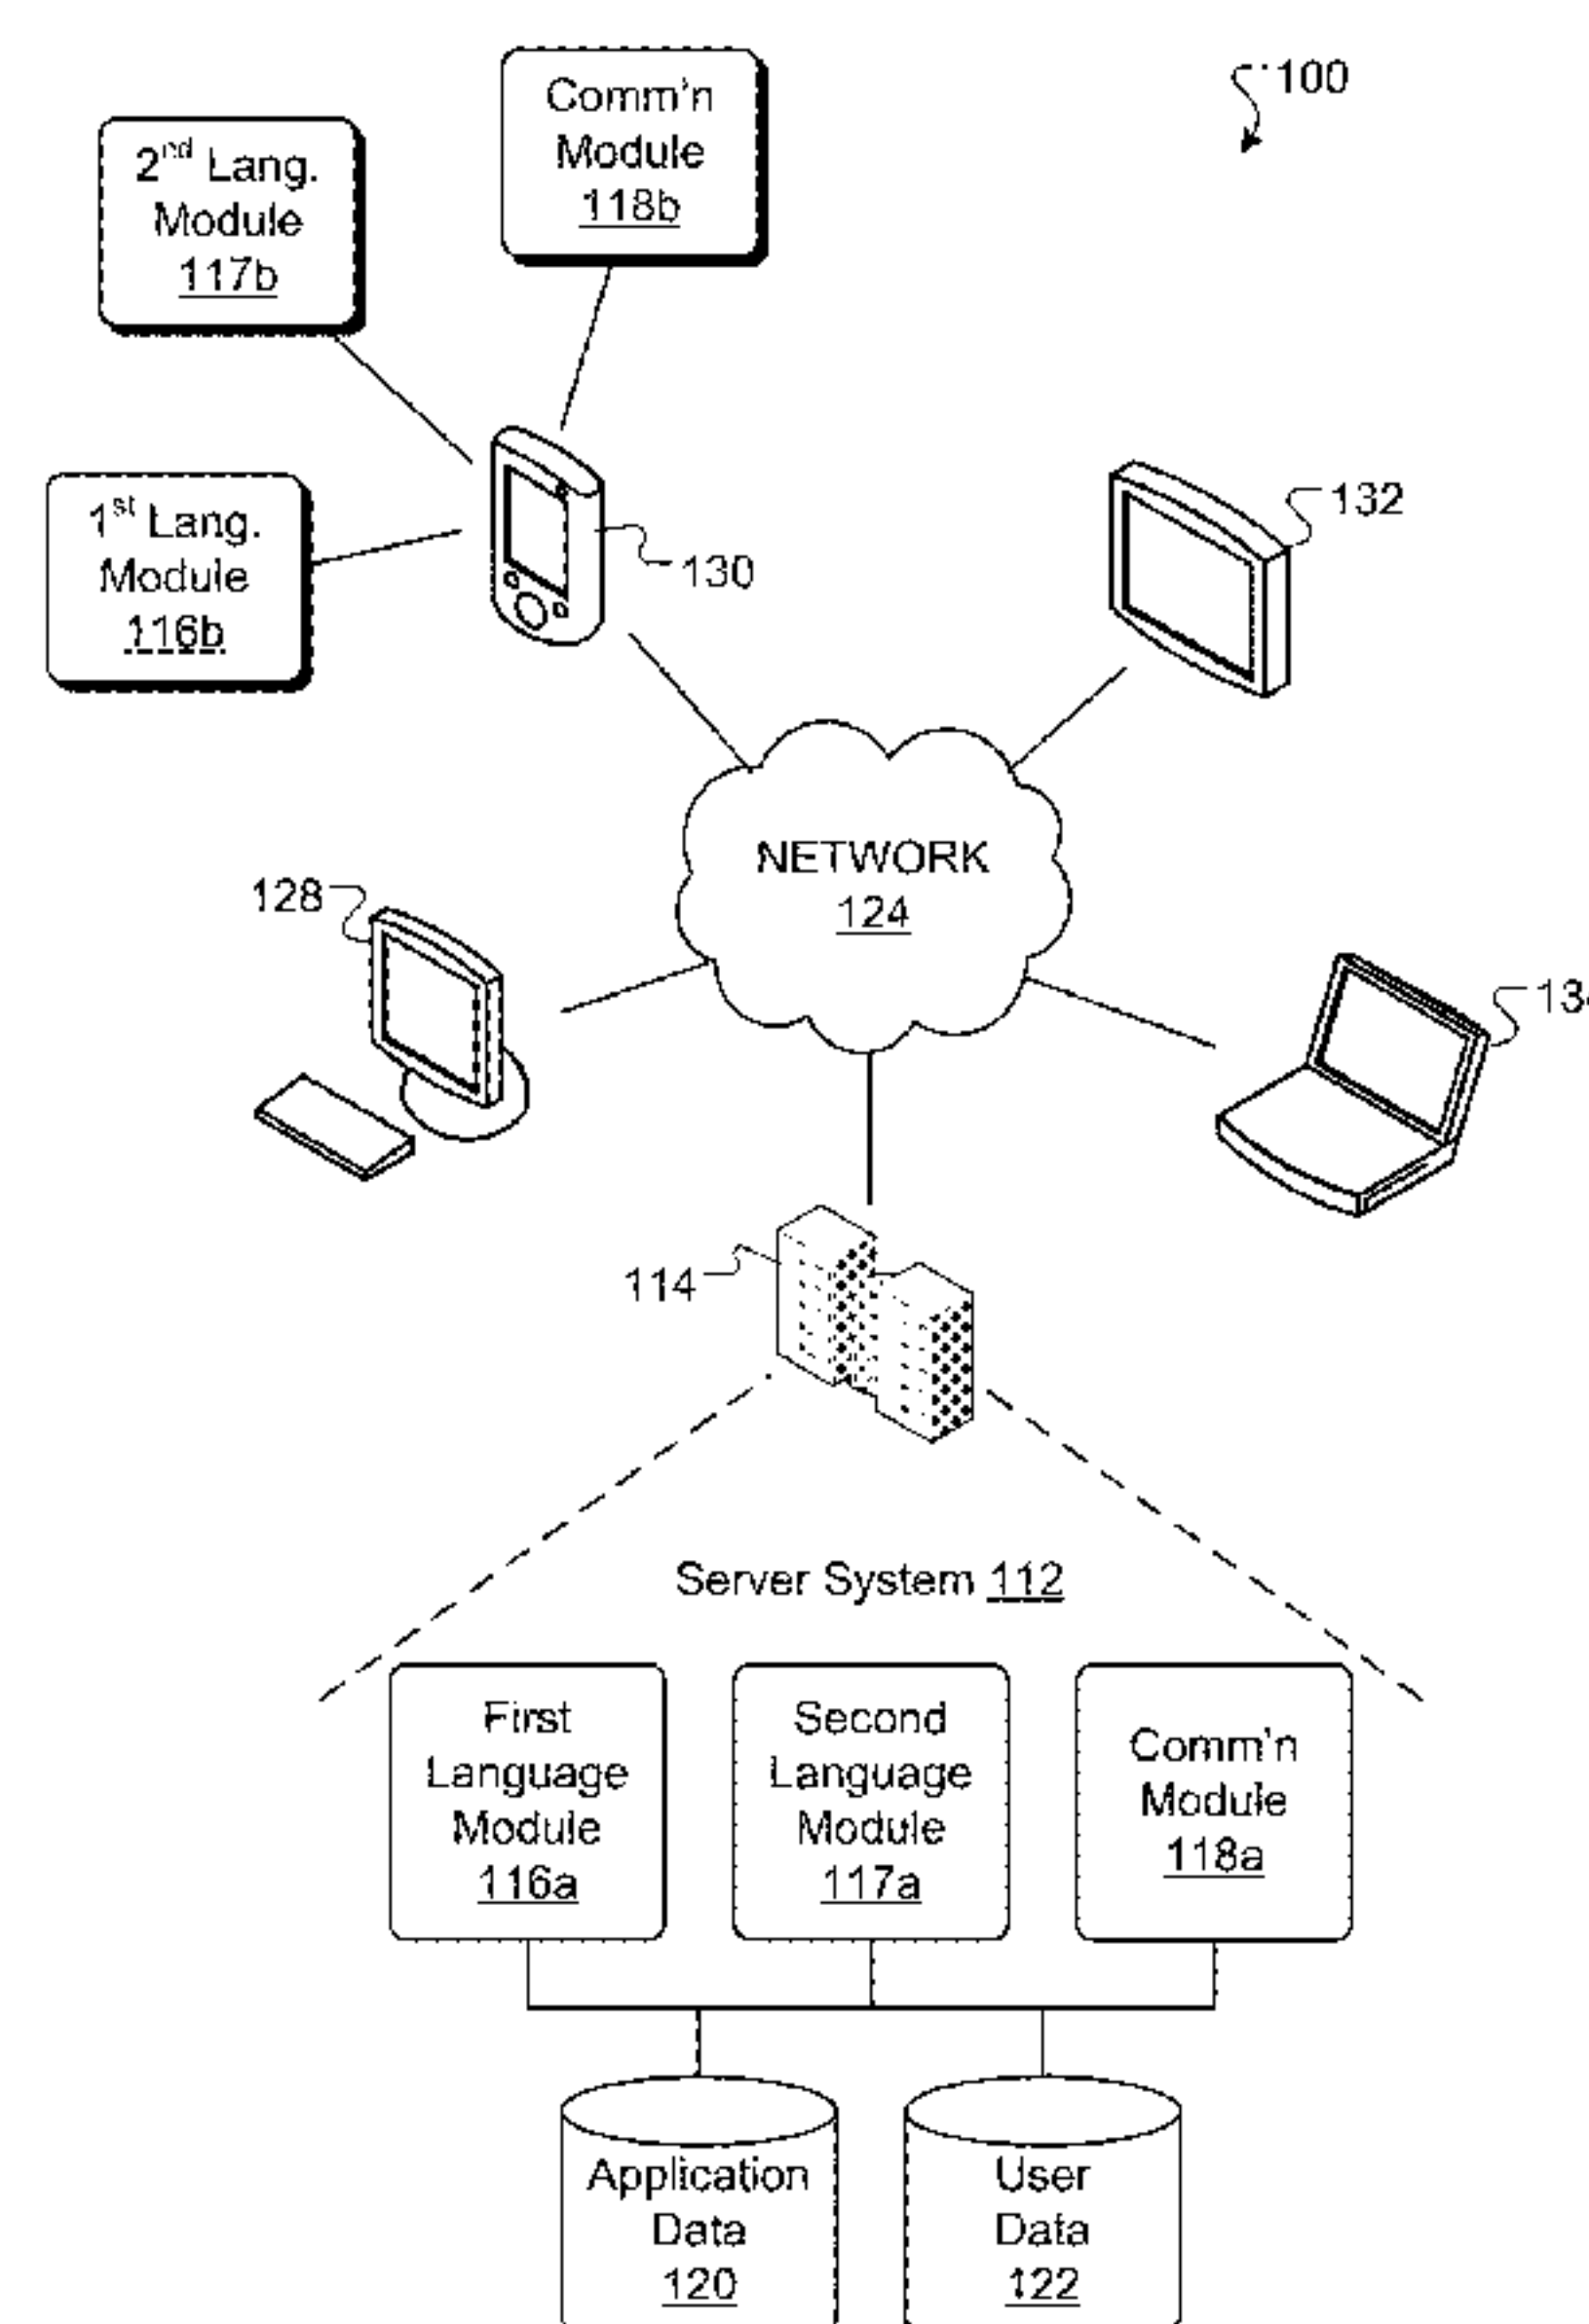 100
Comm'n
Module
118b
2nd Lang.
Module
117b
1st Lang.
Module
116b
130
132
NETWORK
124
128
114
Server System 112
First
Language
Module
116a
Second
Language
Module
117a
Comm'n
Module
118a
Application
Data
120
User
Data
122